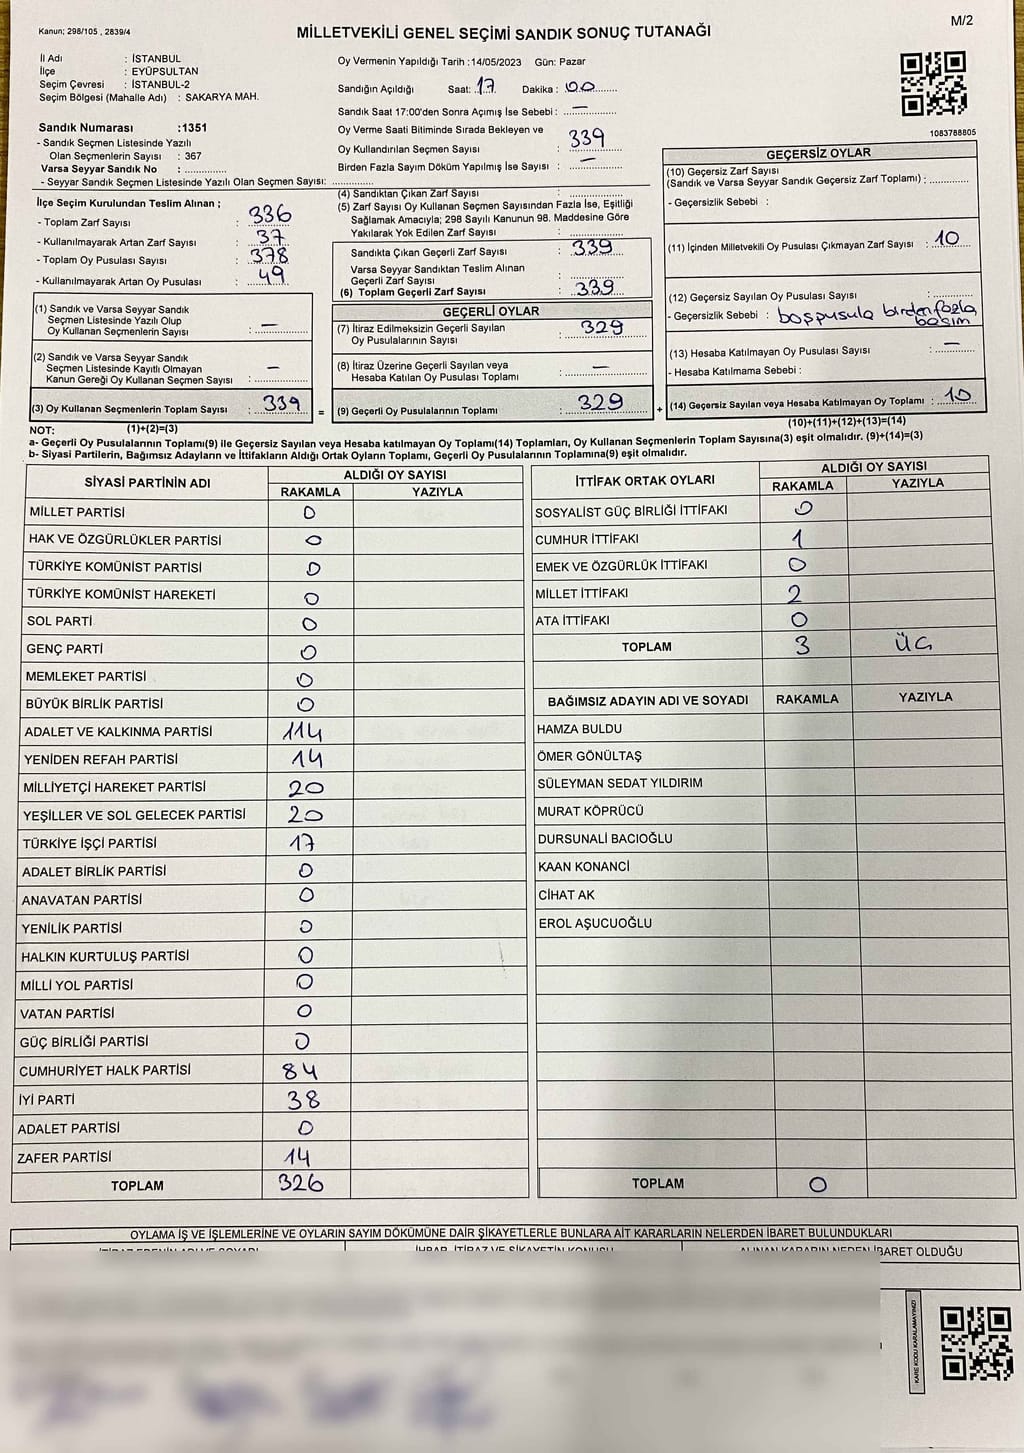 Kanun; 298/105 , 2839/4
MİLLETVEKİLİ GENEL SEÇİMİ SANDIK SONUÇ TUTANAĞI
M/2
İl Adı : İSTANBUL
İlçe : EYÜPSULTAN
Seçim Çevresi : İSTANBUL-2
Seçim Bölgesi (Mahalle Adı) : SAKARYA MAH.
Sandık Numarası :1351
- Sandık Seçmen Listesinde Yazılı
Olan Seçmenlerin Sayısı : 367
Varsa Seyyar Sandık No :
- Seyyar Sandık Seçmen Listesinde Yazılı Olan Seçmen Sayısı:
Oy Vermenin Yapıldığı Tarih :14/05/2023 Gün: Pazar
Sandığın Açıldığı Saat: 17 Dakika : 00
Sandık Saat 17:00'den Sonra Açımış İse Sebebi : —
Oy Verme Saati Bitiminde Sırada Bekleyen ve
Oy Kullandırılan Seçmen Sayısı : 339
Birden Fazla Sayım Döküm Yapılmış İse Sayısı : —
1083788805
İlçe Seçim Kurulundan Teslim Alınan ;
- Toplam Zarf Sayısı : 336
- Kullanılmayarak Artan Zarf Sayısı : 37
- Toplam Oy Pusulası Sayısı : 378
- Kullanılmayarak Artan Oy Pusulası : 49
(4) Sandıktan Çıkan Zarf Sayısı :
(5) Zarf Sayısı Oy Kullanan Seçmen Sayısından Fazla İse, Eşitliği
Sağlamak Amacıyla; 298 Sayılı Kanunun 98. Maddesine Göre
Yakılarak Yok Edilen Zarf Sayısı :
Sandıkta Çıkan Geçerli Zarf Sayısı : 339
Varsa Seyyar Sandıktan Teslim Alınan
Geçerli Zarf Sayısı :
(6) Toplam Geçerli Zarf Sayısı : 339
GEÇERSİZ OYLAR
(10) Geçersiz Zarf Sayısı
(Sandık ve Varsa Seyyar Sandık Geçersiz Zarf Toplamı) :
- Geçersizlik Sebebi :
(11) İçinden Milletvekili Oy Pusulası Çıkmayan Zarf Sayısı : 10
(12) Geçersiz Sayılan Oy Pusulası Sayısı :
- Geçersizlik Sebebi : boşpusula birdenfazla
basım
(13) Hesaba Katılmayan Oy Pusulası Sayısı : —
- Hesaba Katılmama Sebebi :
(14) Geçersiz Sayılan veya Hesaba Katılmayan Oy Toplamı : 10
(10)+(11)+(12)+(13)=(14)
(1) Sandık ve Varsa Seyyar Sandık
Seçmen Listesinde Yazılı Olup
Oy Kullanan Seçmenlerin Sayısı : —
(2) Sandık ve Varsa Seyyar Sandık
Seçmen Listesinde Kayıtlı Olmayan
Kanun Gereği Oy Kullanan Seçmen Sayısı : —
(3) Oy Kullanan Seçmenlerin Toplam Sayısı : 339 =
(1)+(2)=(3)
GEÇERLİ OYLAR
(7) İtiraz Edilmeksizin Geçerli Sayılan
Oy Pusulalarının Sayısı : 329
(8) İtiraz Üzerine Geçerli Sayılan veya
Hesaba Katılan Oy Pusulası Toplamı : —
(9) Geçerli Oy Pusulalarının Toplamı : 329 +
NOT:
a- Geçerli Oy Pusulalarının Toplamı(9) ile Geçersiz Sayılan veya Hesaba katılmayan Oy Toplamı(14) Toplamları, Oy Kullanan Seçmenlerin Toplam Sayısına(3) eşit olmalıdır. (9)+(14)=(3)
b- Siyasi Partilerin, Bağımsız Adayların ve İttifakların Aldığı Ortak Oyların Toplamı, Geçerli Oy Pusulalarının Toplamına(9) eşit olmalıdır.
SİYASİ PARTİNİN ADI ALDIĞI OY SAYISI
RAKAMLA YAZIYLA
MİLLET PARTİSİ 0
HAK VE ÖZGÜRLÜKLER PARTİSİ 0
TÜRKİYE KOMÜNİST PARTİSİ 0
TÜRKİYE KOMÜNİST HAREKETİ 0
SOL PARTİ 0
GENÇ PARTİ 0
MEMLEKET PARTİSİ 0
BÜYÜK BİRLİK PARTİSİ 0
ADALET VE KALKINMA PARTİSİ 114
YENİDEN REFAH PARTİSİ 14
MİLLİYETÇİ HAREKET PARTİSİ 20
YEŞİLLER VE SOL GELECEK PARTİSİ 20
TÜRKİYE İŞÇİ PARTİSİ 17
ADALET BİRLİK PARTİSİ 0
ANAVATAN PARTİSİ 0
YENİLİK PARTİSİ 0
HALKIN KURTULUŞ PARTİSİ 0
MİLLİ YOL PARTİSİ 0
VATAN PARTİSİ 0
GÜÇ BİRLİĞİ PARTİSİ 0
CUMHURİYET HALK PARTİSİ 84
İYİ PARTİ 38
ADALET PARTİSİ 0
ZAFER PARTİSİ 14
TOPLAM 326
İTTİFAK ORTAK OYLARI ALDIĞI OY SAYISI
RAKAMLA YAZIYLA
SOSYALİST GÜÇ BİRLİĞİ İTTİFAKI 0
CUMHUR İTTİFAKI 1
EMEK VE ÖZGÜRLÜK İTTİFAKI 0
MİLLET İTTİFAKI 2
ATA İTTİFAKI 0
TOPLAM 3 ÜÇ
BAĞIMSIZ ADAYIN ADI VE SOYADI RAKAMLA YAZIYLA
HAMZA BULDU
ÖMER GÖNÜLTAŞ
SÜLEYMAN SEDAT YILDIRIM
MURAT KÖPRÜCÜ
DURSUNALİ BACIOĞLU
KAAN KONANCİ
CİHAT AK
EROL AŞUCUOĞLU
TOPLAM 0
OYLAMA İŞ VE İŞLEMLERİNE VE OYLARIN SAYIM DÖKÜMÜNE DAİR ŞİKAYETLERLE BUNLARA AİT KARARLARIN NELERDEN İBARET BULUNDUKLARI
İTİRAZ EDENİN ADI VE SOYADI İHBAR, İTİRAZ VE ŞİKAYETİN KONUSU ALINAN KARARIN NEDEN İBARET OLDUĞU
KARE KODU KARALAMAYINIZ!